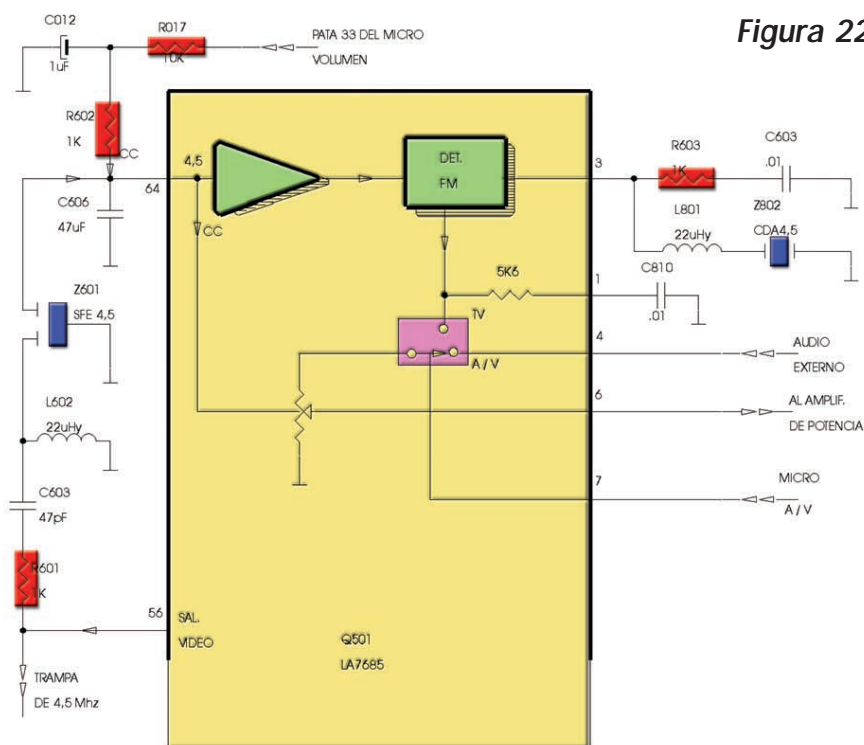 Figura 22
C012
1uF
R017
10K
PATA 33 DEL MICRO
VOLUMEN
R602
1K
CC
64
4,5
C606
47uF
CC
DET.
FM
3
R603
1K
C603
.01
L801
22uHy
Z802
CDA4,5
Z601
SFE 4,5
5K6
1
C810
.01
TV
A / V
4
AUDIO
EXTERNO
6
AL AMPLIF.
DE POTENCIA
L602
22uHy
C603
47pF
7
MICRO
A / V
R601
1K
56
SAL.
VIDEO
Q501
LA7685
TRAMPA
DE 4,5 Mhz